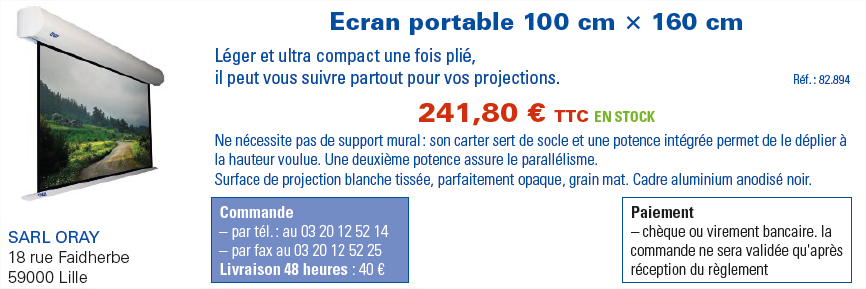 Ecran portable 100 cm × 160 cm
Léger et ultra compact une fois plié,
il peut vous suivre partout pour vos projections.
Réf. : 82.894
241,80 € TTC EN STOCK
Ne nécessite pas de support mural : son carter sert de socle et une potence intégrée permet de le déplier à
la hauteur voulue. Une deuxième potence assure le parallélisme.
Surface de projection blanche tissée, parfaitement opaque, grain mat. Cadre aluminium anodisé noir.
SARL ORAY
18 rue Faidherbe
59000 Lille
Commande
– par tél. : au 03 20 12 52 14
– par fax au 03 20 12 52 25
Livraison 48 heures : 40 €
Paiement
– chèque ou virement bancaire. la
commande ne sera validée qu'après
réception du règlement